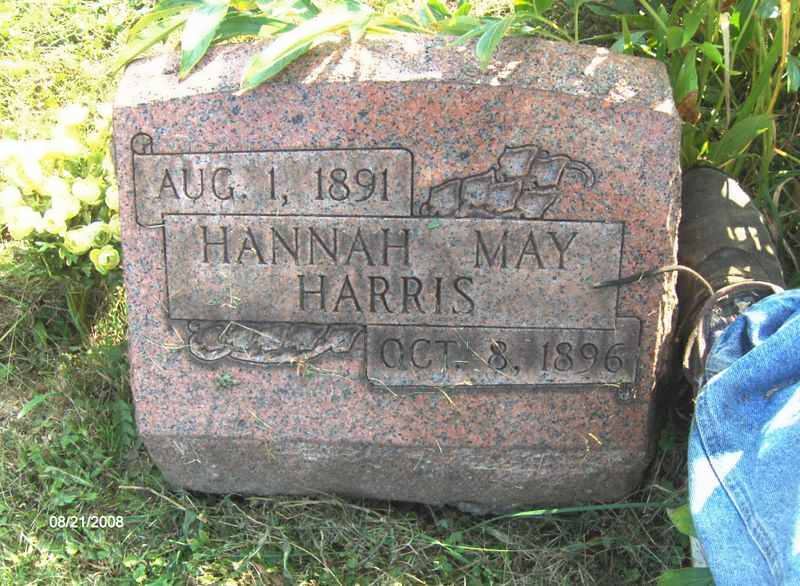 AUG. 1, 1891
HANNAH MAY
HARRIS
OCT. 8, 1896
08/21/2008